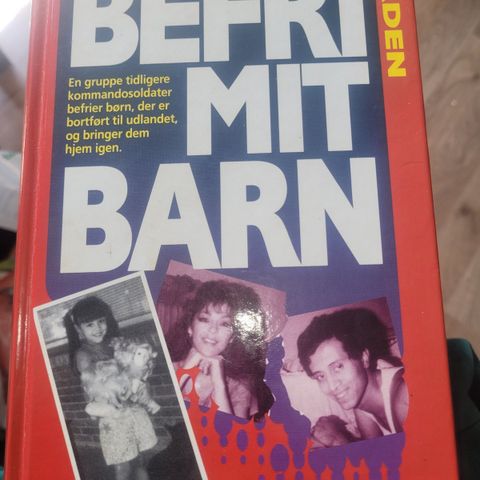 BEFRI
MIT
BARN
En gruppe tidligere
kommandosoldater
befrier børn, der er
bortført til udlandet,
og bringer dem
hjem igen.